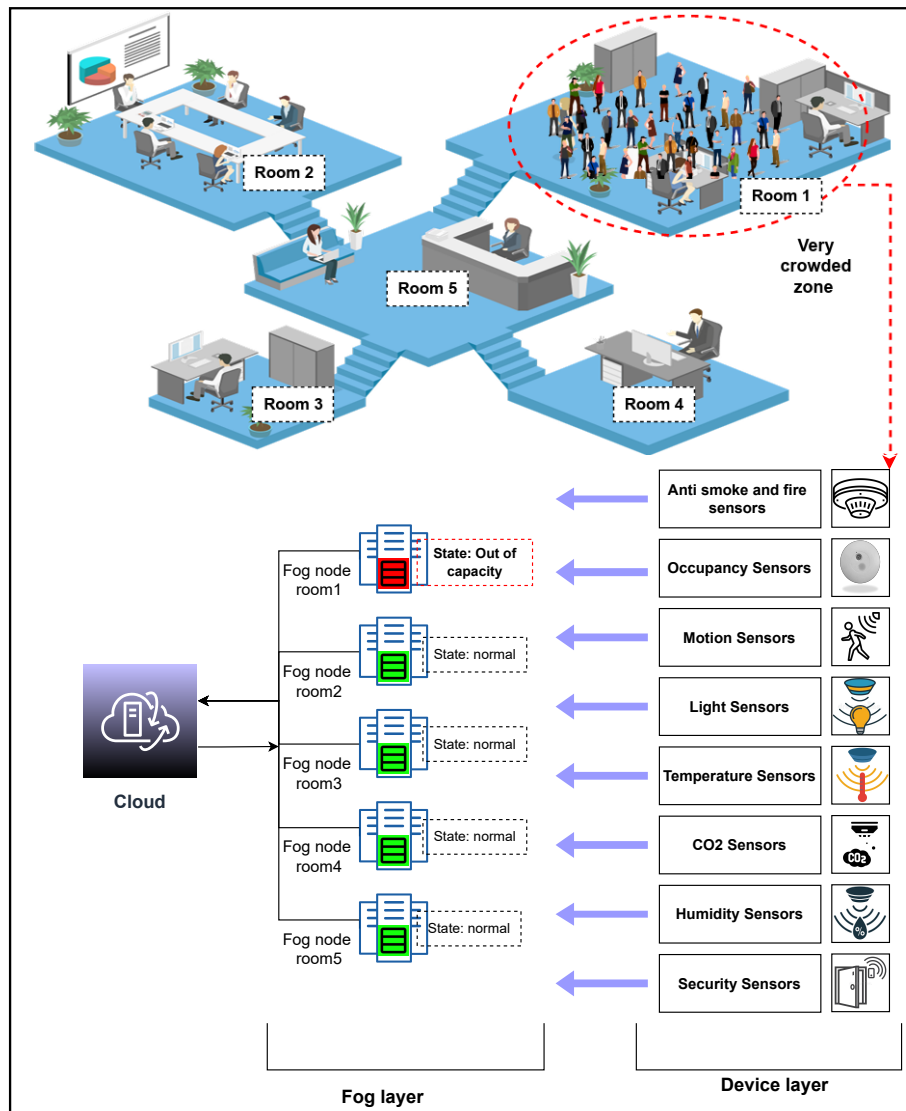 Room 2
Room 1
Very
crowded
zone
Room 5
Room 3
Room 4
Anti smoke and fire
sensors
State: Out of
capacity
Fog node
room1
Occupancy Sensors
Motion Sensors
State: normal
Fog node
room2
Light Sensors
State: normal
Fog node
room3
Temperature Sensors
Cloud
State: normal
Fog node
room4
CO2 Sensors
CO2
Humidity Sensors
%
State: normal
Fog node
room5
Security Sensors
Fog layer
Device layer